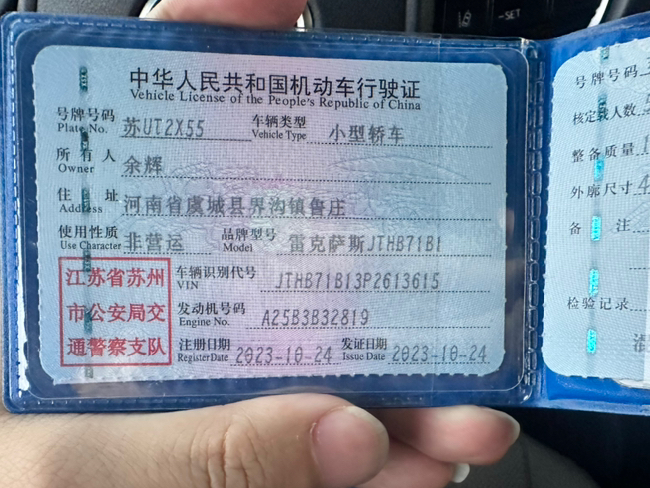 -SET
中华人民共和国机动车行驶证
Vehicle License of the People's Republic of China
号牌号码 苏UT2X55 车辆类型 小型轿车
Plate No. Vehicle Type
所有人 余辉
Owner
住址 河南省虞城县界沟镇鲁庄
Address
使用性质 非营运 品牌型号 雷克萨斯JTHB71B1
Use Character Model
江苏省苏州
市公安局交
通警察支队
车辆识别代号 JTHB71B13P2613615
VIN
发动机号码 A25B3B32819
Engine No.
注册日期 2023-10-24 发证日期 2023-10-24
Register Date Issue Date
号牌号码
核定载人数
整备质量
外廓尺寸
备注
检验记录